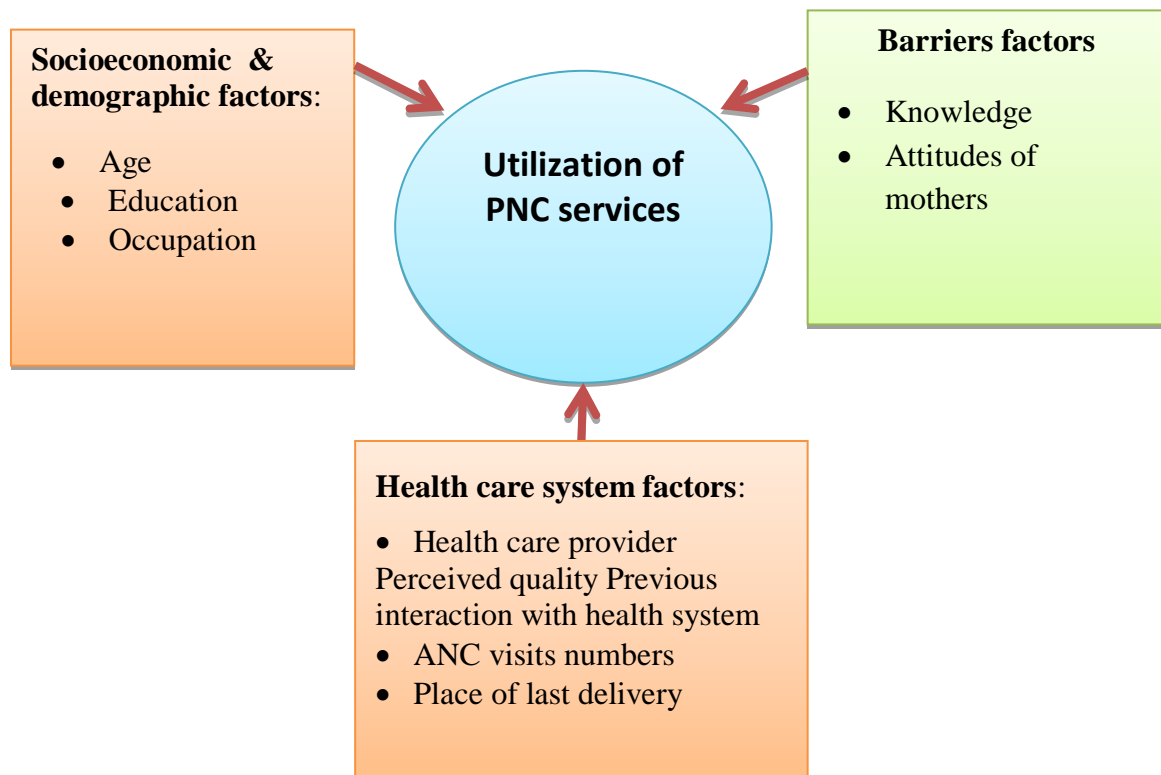 Socioeconomic &
demographic factors:
• Age
• Education
• Occupation
Utilization of
PNC services
Barriers factors
• Knowledge
• Attitudes of
mothers
Health care system factors:
• Health care provider
Perceived quality Previous
interaction with health system
• ANC visits numbers
• Place of last delivery